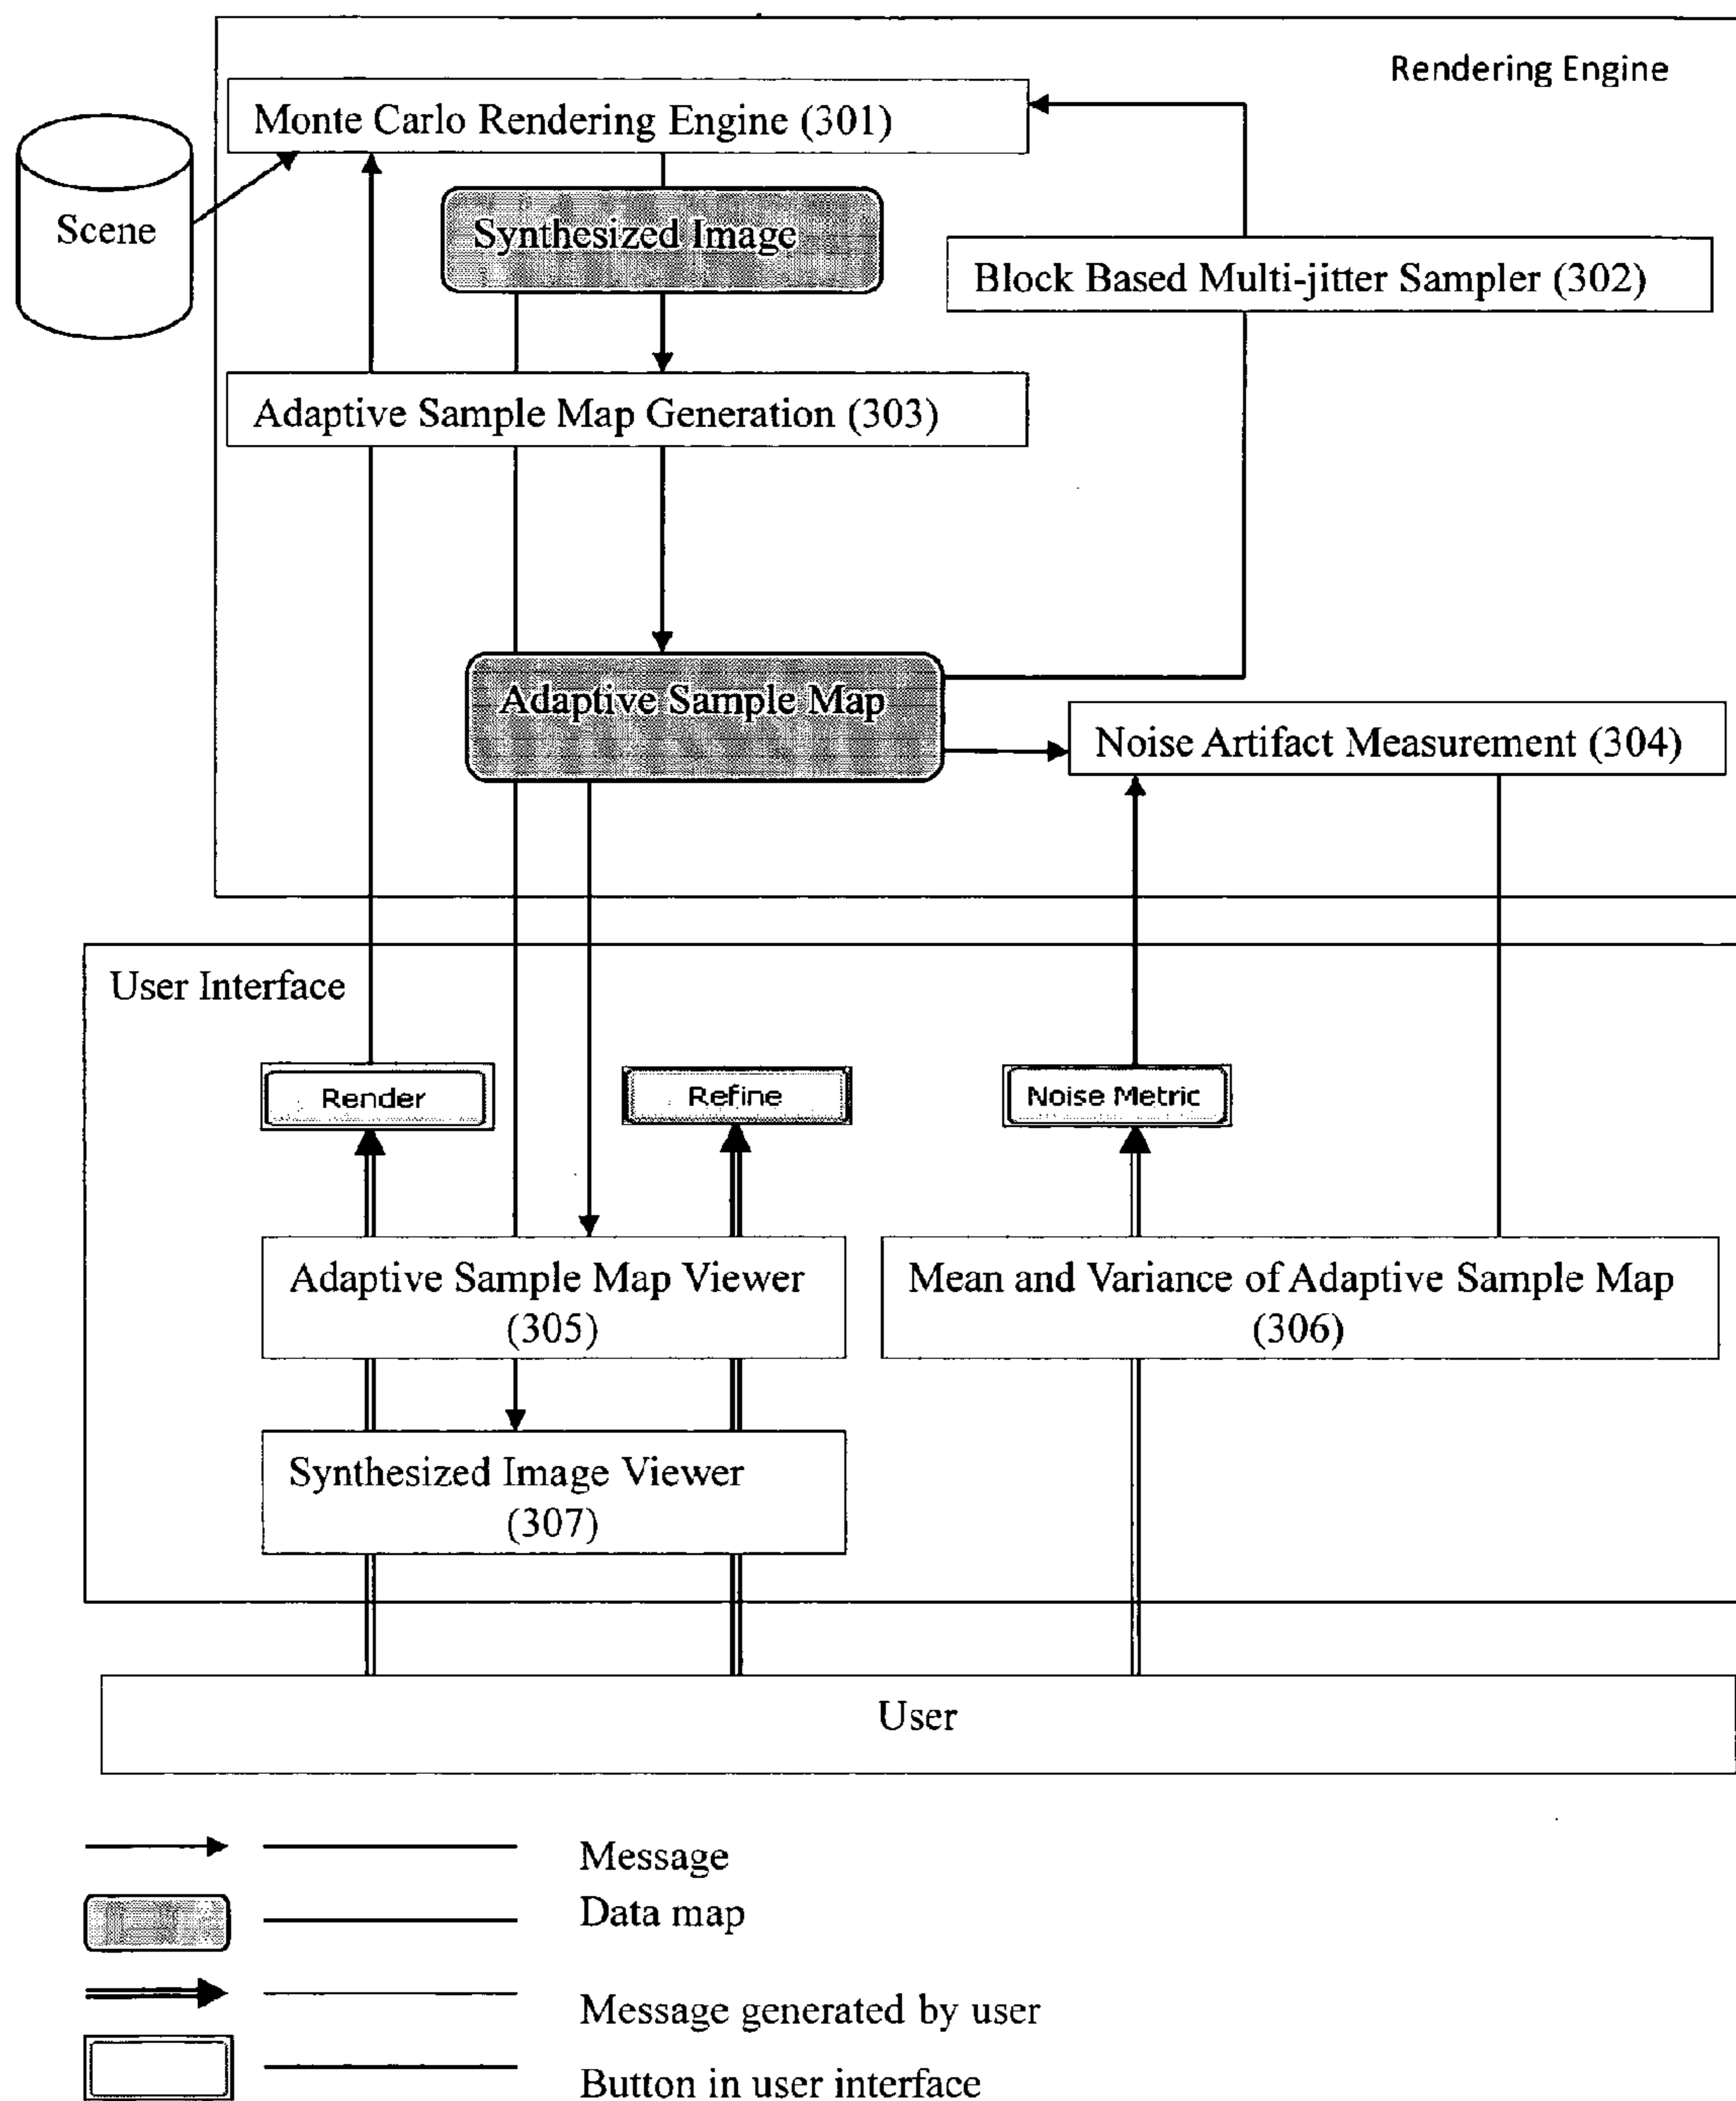 Rendering Engine
Monte Carlo Rendering Engine (301)
Scene
Synthesized Image
Block Based Multi-jitter Sampler (302)
Adaptive Sample Map Generation (303)
Adaptive Sample Map
Noise Artifact Measurement (304)
User Interface
Render
Refine
Noise Metric
Adaptive Sample Map Viewer
(305)
Mean and Variance of Adaptive Sample Map
(306)
Synthesized Image Viewer
(307)
User
Message
Data map
Message generated by user
Button in user interface